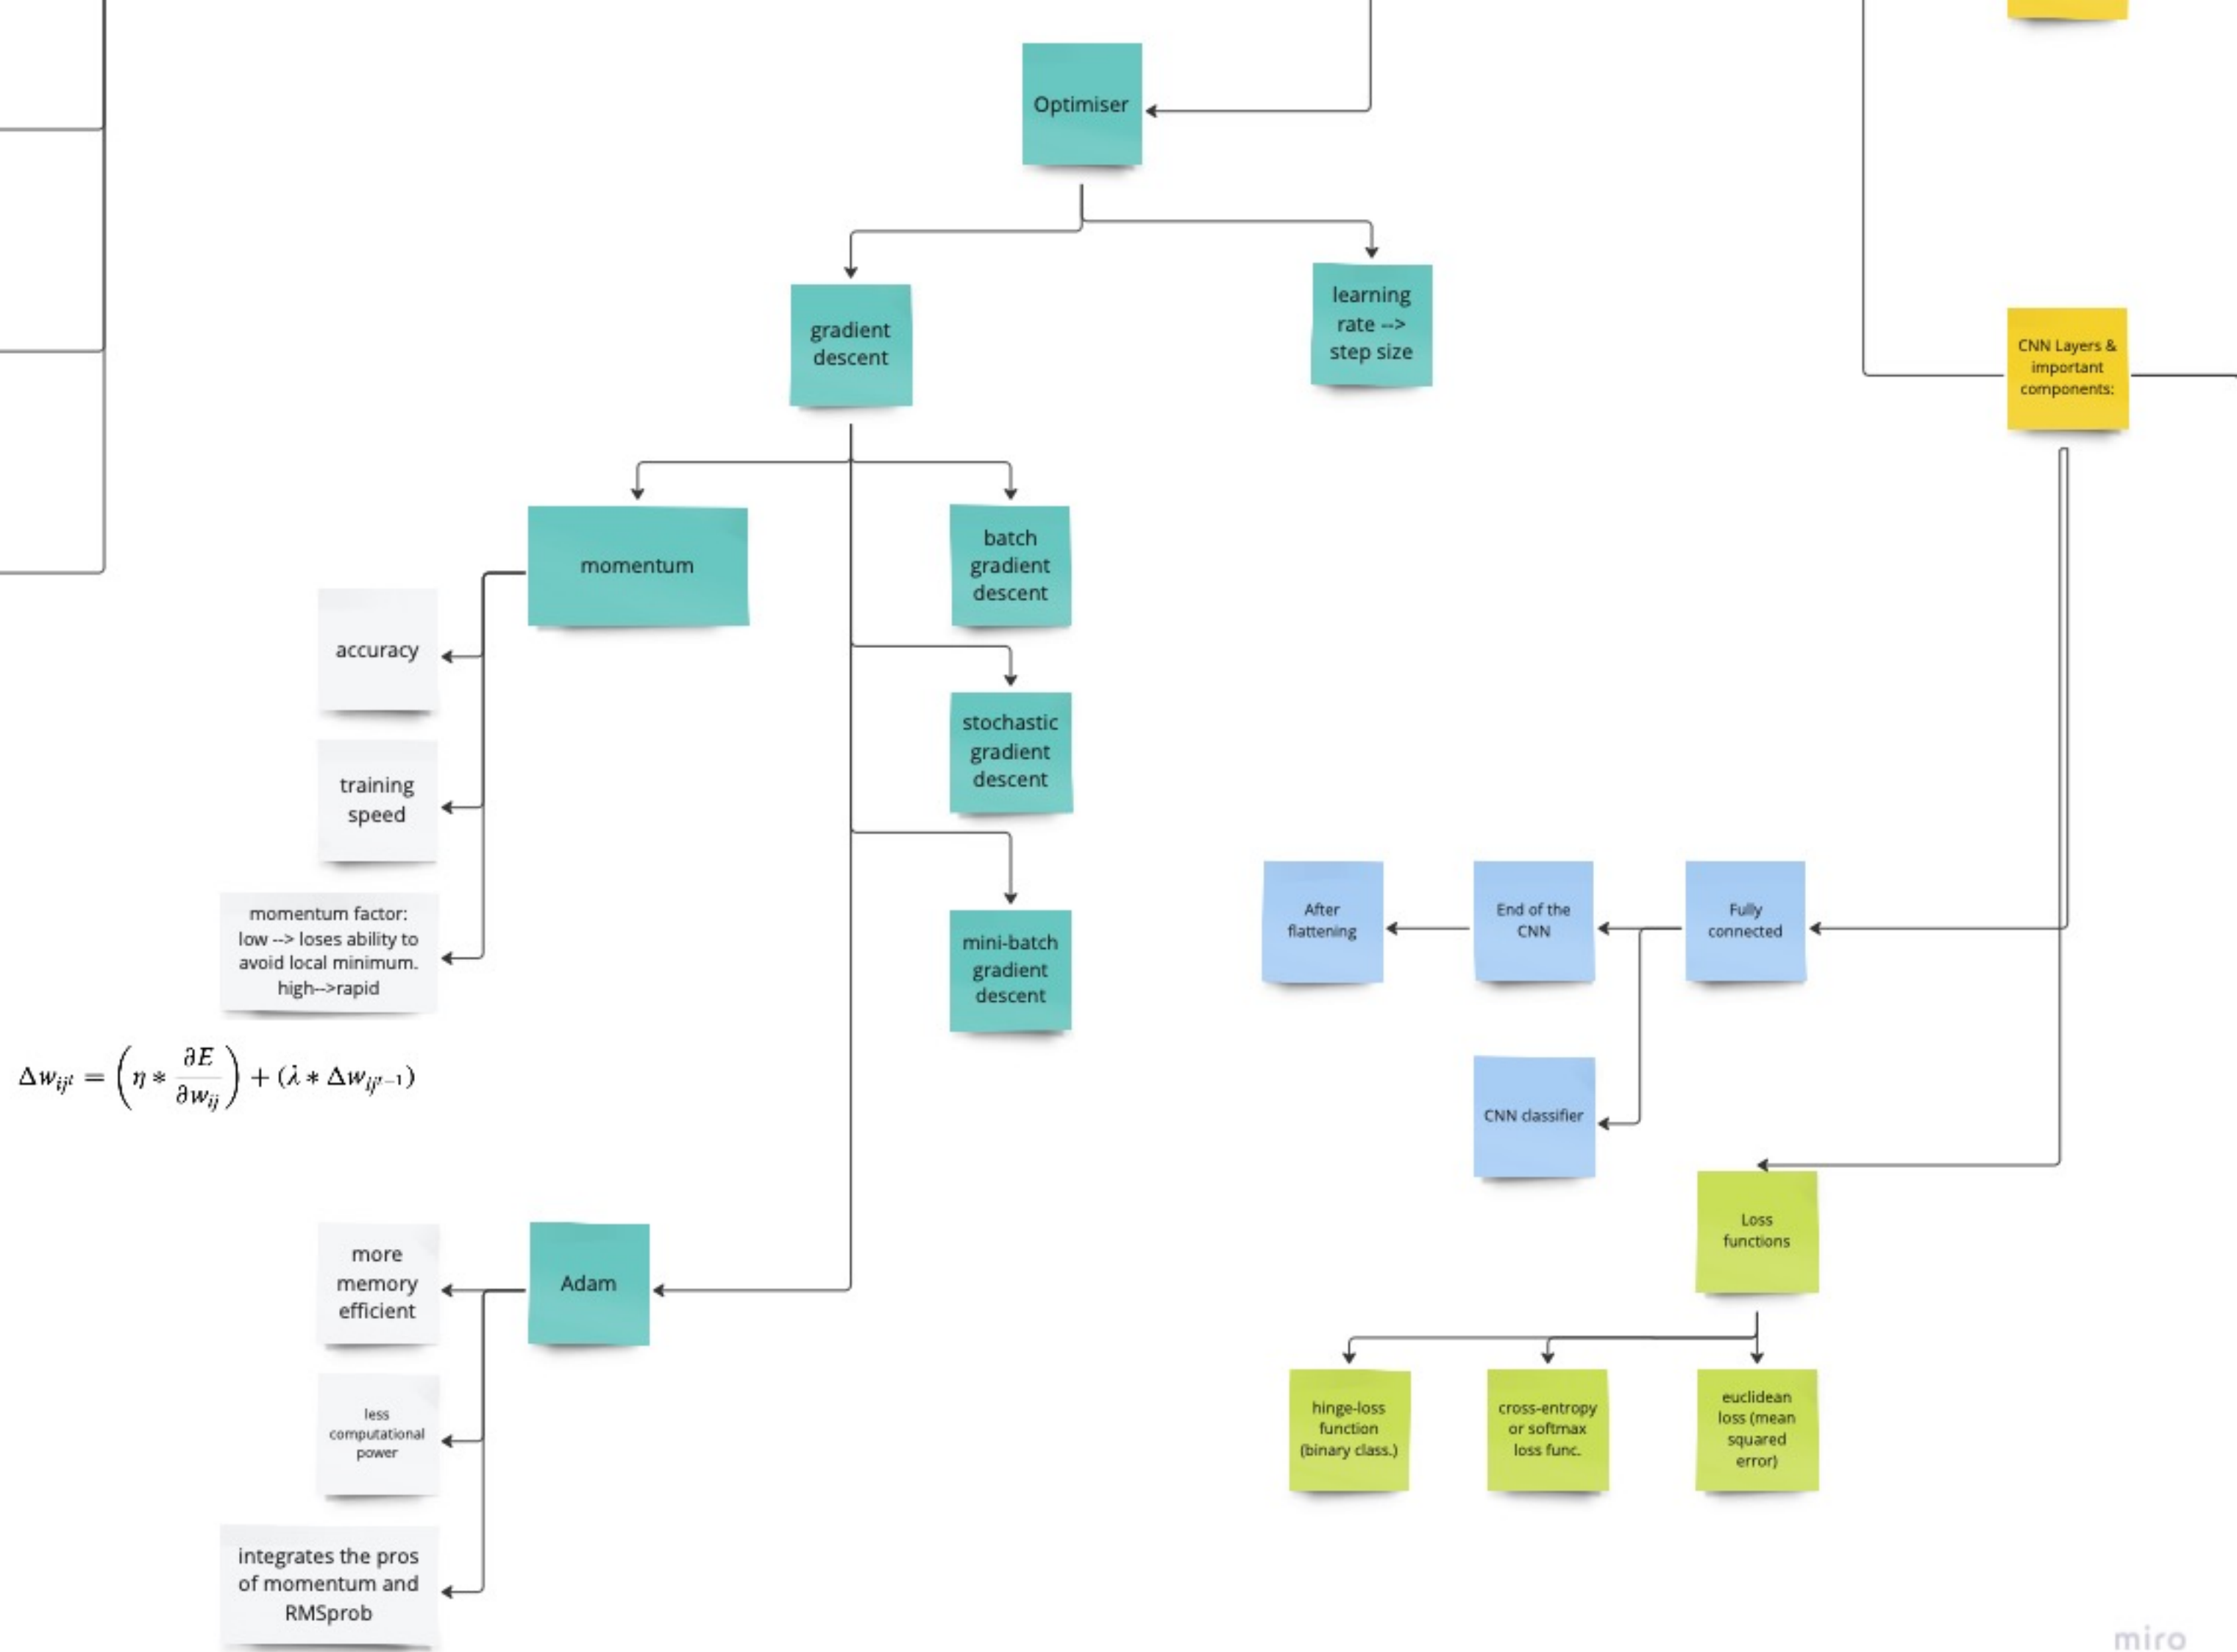 Optimiser
gradient
descent
learning
rate -->
step size
CNN Layers &
important
components:
momentum
batch
gradient
descent
accuracy
stochastic
gradient
descent
training
speed
momentum factor:
low --> loses ability to
avoid local minimum.
high-->rapid
mini-batch
gradient
descent
After
flattening
End of the
CNN
Fully
connected
Δw_{ij^t} = (η * ∂E/∂w_{ij}) + (λ * Δw_{ij^{t-1}})
CNN classifier
Loss
functions
more
memory
efficient
Adam
less
computational
power
integrates the pros
of momentum and
RMSprob
hinge-loss
function
(binary class.)
cross-entropy
or softmax
loss func.
euclidean
loss (mean
squared
error)
miro